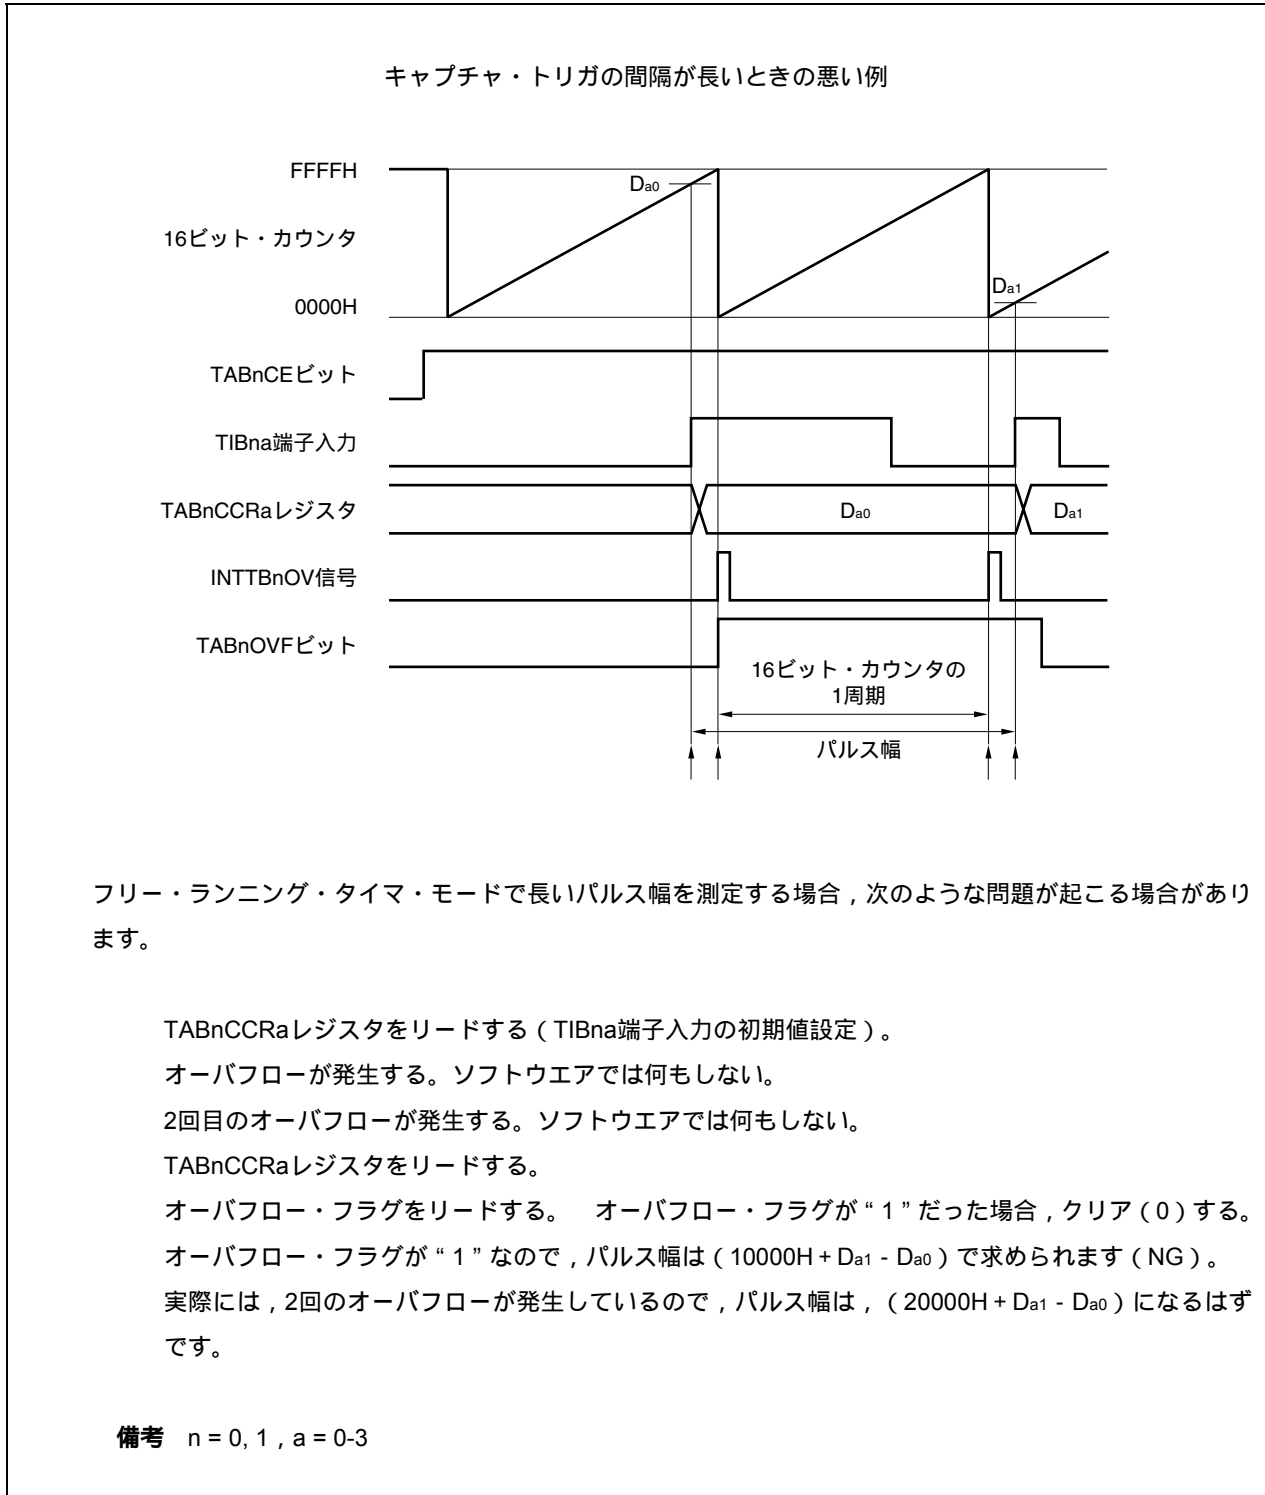 キャプチャ・トリガの間隔が長いときの悪い例
FFFFH
Da0
16ビット・カウンタ
Da1
0000H
TABnCEビット
TIBna端子入力
TABnCCRaレジスタ
Da0
Da1
INTTBnOV信号
TABnOVFビット
16ビット・カウンタの
1周期
パルス幅
フリー・ランニング・タイマ・モードで長いパルス幅を測定する場合，次のような問題が起こる場合があり
ます。
TABnCCRaレジスタをリードする（TIBna端子入力の初期値設定）。
オーバフローが発生する。ソフトウエアでは何もしない。
2回目のオーバフローが発生する。ソフトウエアでは何もしない。
TABnCCRaレジスタをリードする。
オーバフロー・フラグをリードする。　オーバフロー・フラグが“1”だった場合，クリア（0）する。
オーバフロー・フラグが“1”なので，パルス幅は（10000H + Da1 - Da0）で求められます（NG）。
実際には，2回のオーバフローが発生しているので，パルス幅は，（20000H + Da1 - Da0）になるはず
です。
備考　n = 0, 1，a = 0-3